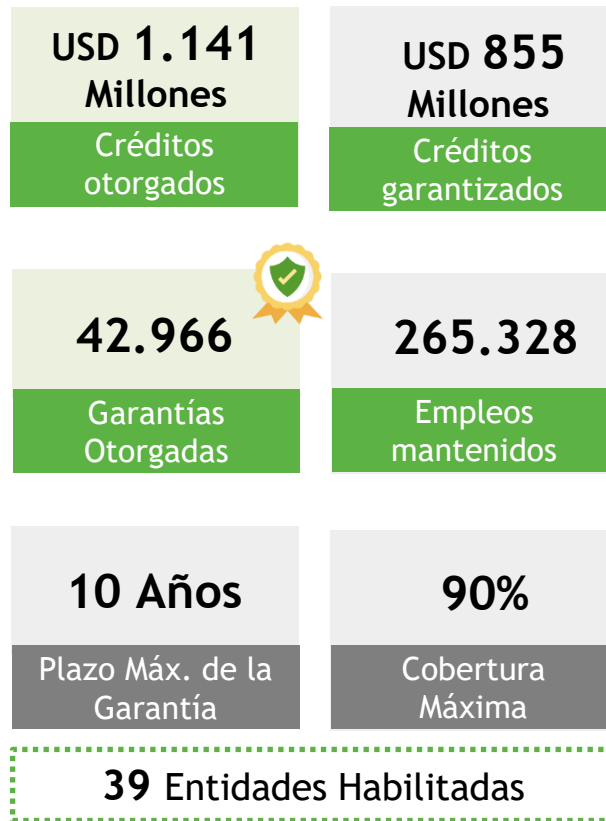 USD 1.141
Millones
Créditos
otorgados
USD 855
Millones
Créditos
garantizados
42.966
Garantías
Otorgadas
265.328
Empleos
mantenidos
10 Años
Plazo Máx. de la
Garantía
90%
Cobertura
Máxima
39 Entidades Habilitadas